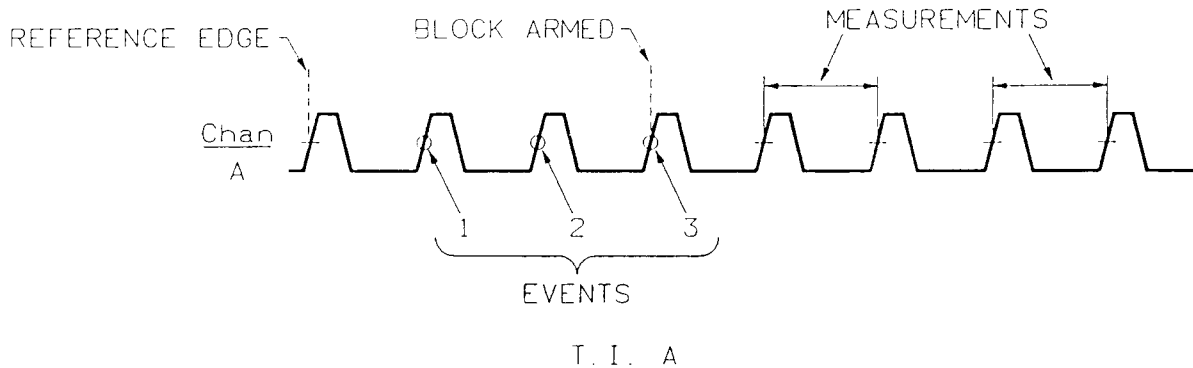 REFERENCE EDGE
BLOCK ARMED
MEASUREMENTS
Chan
A
1 2 3
EVENTS
T.I. A